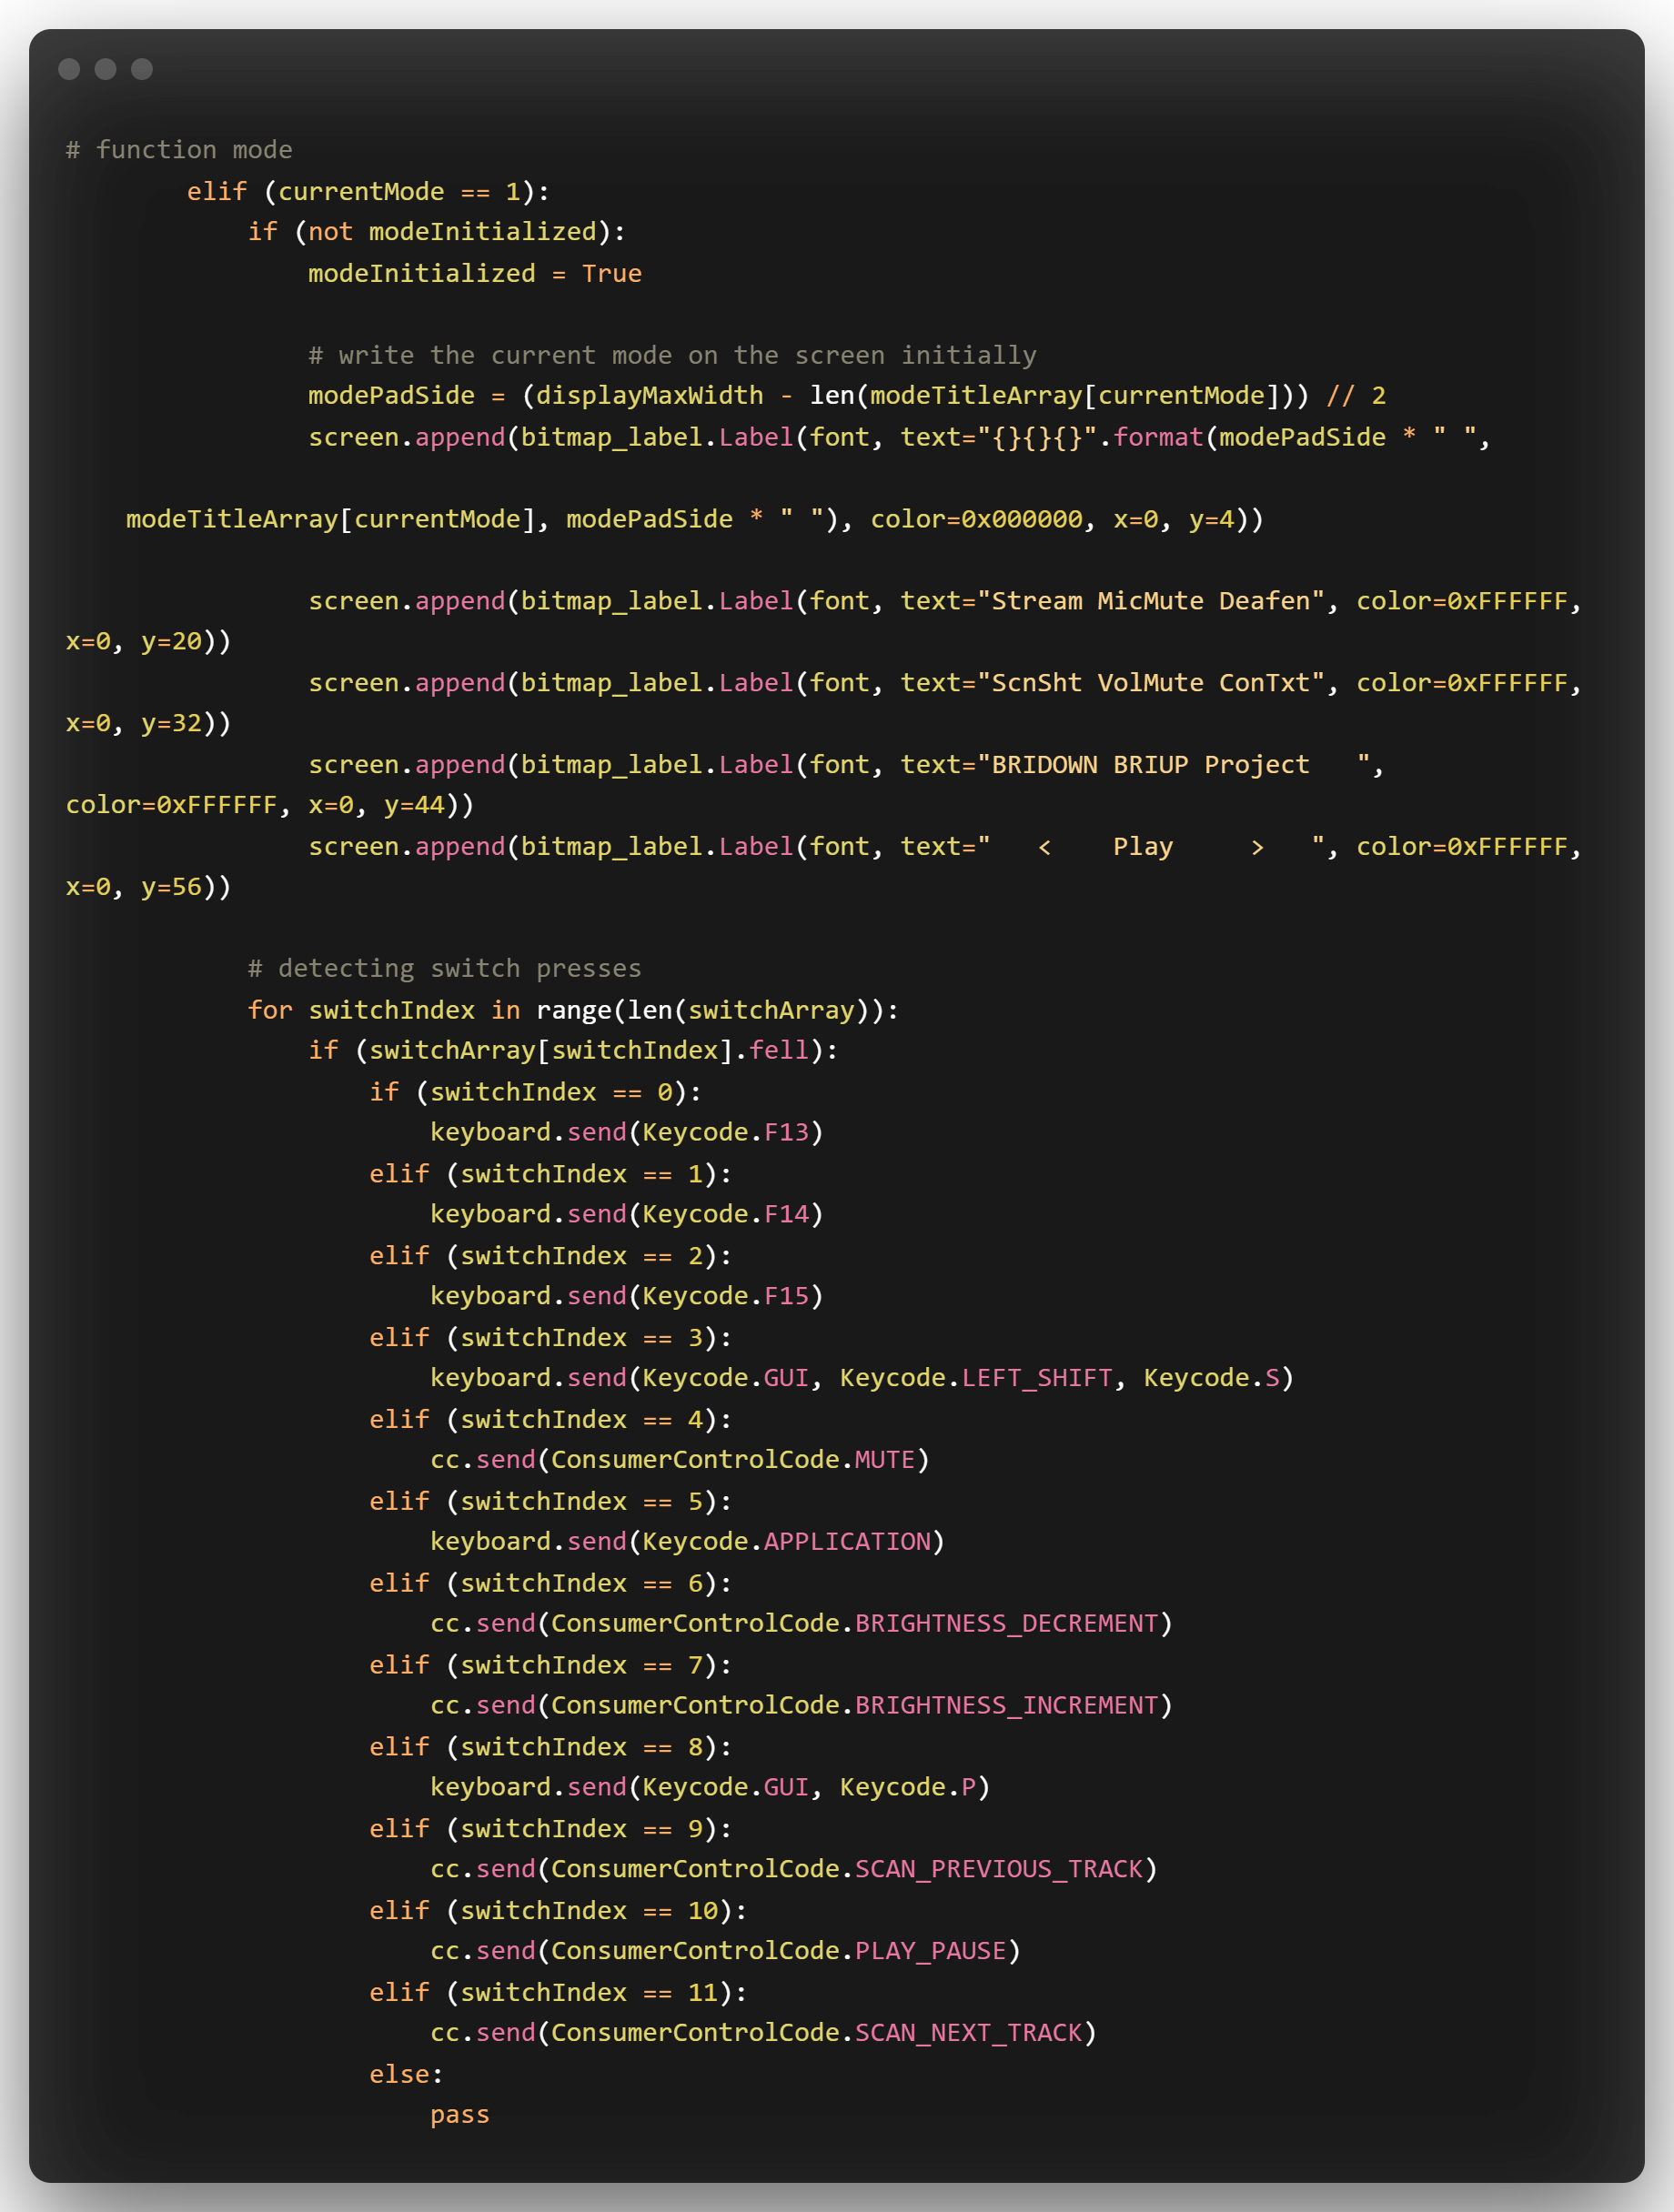 # function mode
        elif (currentMode == 1):
            if (not modeInitialized):
                modeInitialized = True

                # write the current mode on the screen initially
                modePadSide = (displayMaxWidth - len(modeTitleArray[currentMode])) // 2
                screen.append(bitmap_label.Label(font, text="{}{}{}".format(modePadSide * " ",

    modeTitleArray[currentMode], modePadSide * " "), color=0x000000, x=0, y=4))

                screen.append(bitmap_label.Label(font, text="Stream MicMute Deafen", color=0xFFFFFF,
x=0, y=20))
                screen.append(bitmap_label.Label(font, text="ScnSht VolMute ConTxt", color=0xFFFFFF,
x=0, y=32))
                screen.append(bitmap_label.Label(font, text="BRIDOWN BRIUP Project   ",
color=0xFFFFFF, x=0, y=44))
                screen.append(bitmap_label.Label(font, text="   <    Play     >   ", color=0xFFFFFF,
x=0, y=56))

            # detecting switch presses
            for switchIndex in range(len(switchArray)):
                if (switchArray[switchIndex].fell):
                    if (switchIndex == 0):
                        keyboard.send(Keycode.F13)
                    elif (switchIndex == 1):
                        keyboard.send(Keycode.F14)
                    elif (switchIndex == 2):
                        keyboard.send(Keycode.F15)
                    elif (switchIndex == 3):
                        keyboard.send(Keycode.GUI, Keycode.LEFT_SHIFT, Keycode.S)
                    elif (switchIndex == 4):
                        cc.send(ConsumerControlCode.MUTE)
                    elif (switchIndex == 5):
                        keyboard.send(Keycode.APPLICATION)
                    elif (switchIndex == 6):
                        cc.send(ConsumerControlCode.BRIGHTNESS_DECREMENT)
                    elif (switchIndex == 7):
                        cc.send(ConsumerControlCode.BRIGHTNESS_INCREMENT)
                    elif (switchIndex == 8):
                        keyboard.send(Keycode.GUI, Keycode.P)
                    elif (switchIndex == 9):
                        cc.send(ConsumerControlCode.SCAN_PREVIOUS_TRACK)
                    elif (switchIndex == 10):
                        cc.send(ConsumerControlCode.PLAY_PAUSE)
                    elif (switchIndex == 11):
                        cc.send(ConsumerControlCode.SCAN_NEXT_TRACK)
                    else:
                        pass